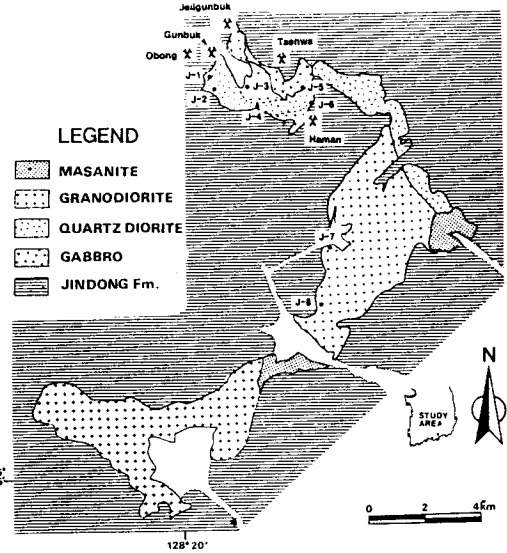 Jeilgunbuk
Gunbuk
Taehwa
Obong
J-1
J-3
J-5
J-2
J-6
J-4
Haman
LEGEND
MASANITE
GRANODIORITE
QUARTZ DIORITE
GABBRO
J-7
JINDONG Fm.
J-8
N
STUDY
AREA
0 2 4km
128° 20'